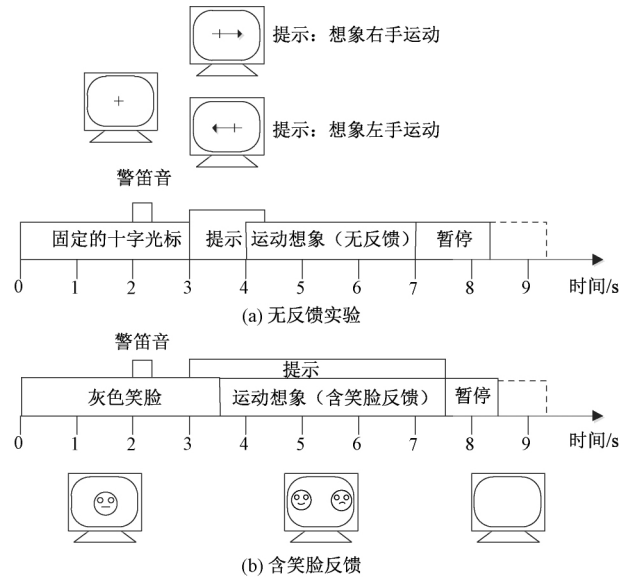 提示：想象右手运动
提示：想象左手运动
警笛音
固定的十字光标 提示 运动想象（无反馈） 暂停
0 1 2 3 4 5 6 7 8 9 时间/s
(a) 无反馈实验
警笛音
提示
灰色笑脸 运动想象（含笑脸反馈） 暂停
0 1 2 3 4 5 6 7 8 9 时间/s
(b) 含笑脸反馈